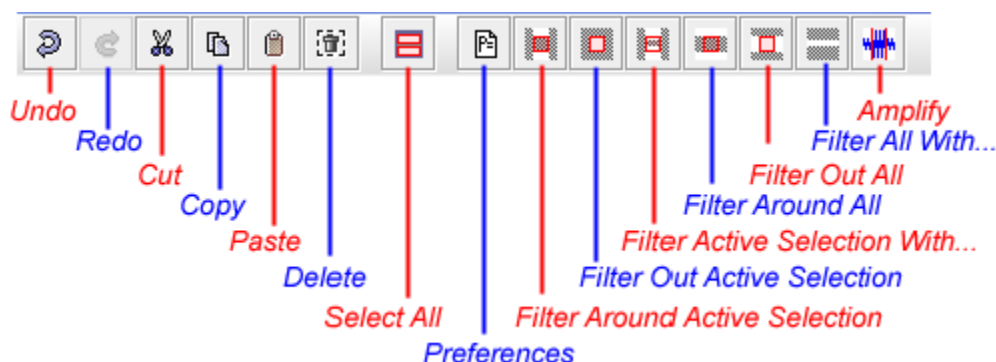 Undo
Amplify
Redo
Filter All With...
Cut
Filter Out All
Copy
Filter Around All
Paste
Filter Active Selection With...
Delete
Filter Out Active Selection
Select All
Filter Around Active Selection
Preferences